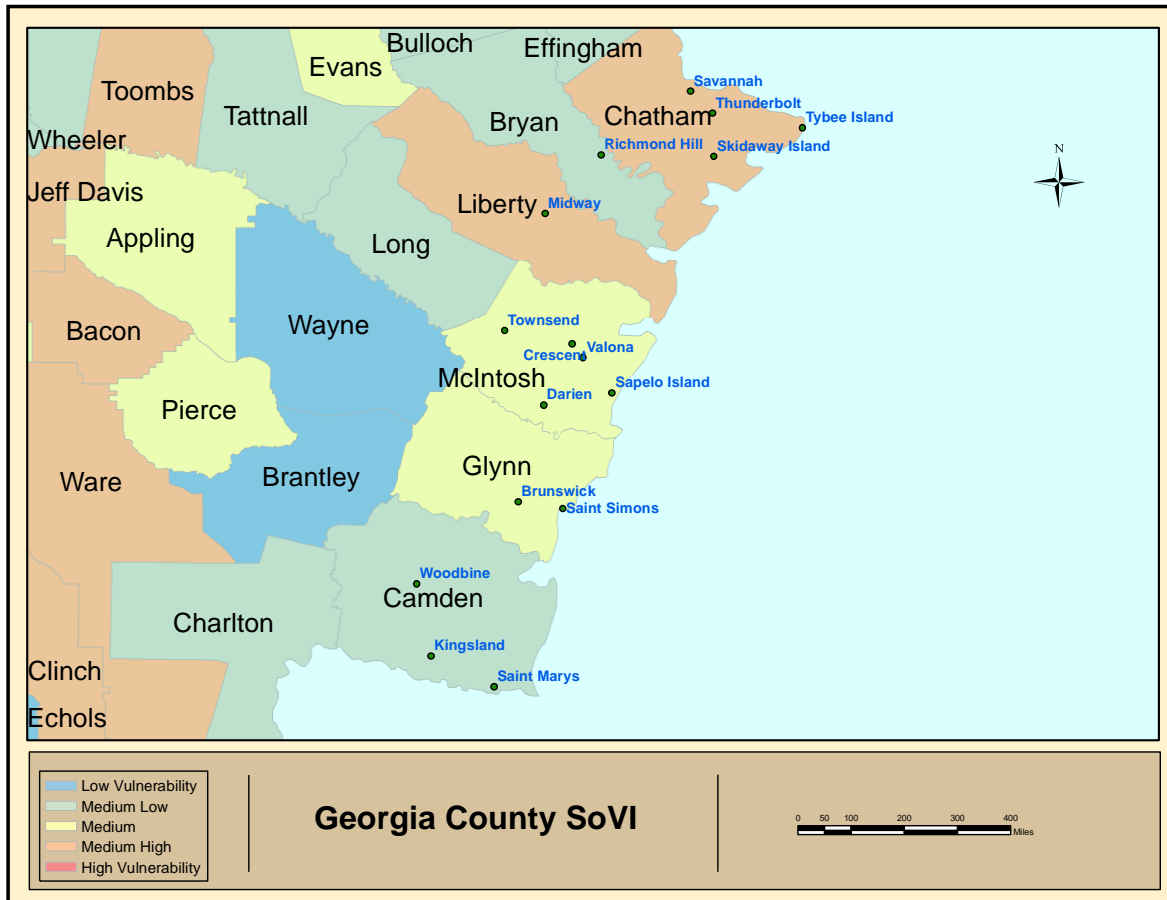 Bulloch
Effingham
Evans
Toombs
Savannah
Tattnall
Chatham
Thunderbolt
Bryan
Tybee Island
Wheeler
Richmond Hill
Skidaway Island
Jeff Davis
Liberty
Midway
Appling
Long
Wayne
Townsend
Bacon
Crescent
Valona
McIntosh
Sapelo Island
Darien
Pierce
Glynn
Ware
Brantley
Brunswick
Saint Simons
Woodbine
Camden
Charlton
Kingsland
Clinch
Saint Marys
Echols
N
Low Vulnerability
Medium Low
Medium
Medium High
High Vulnerability
Georgia County SoVI
0 50 100 200 300 400
Miles